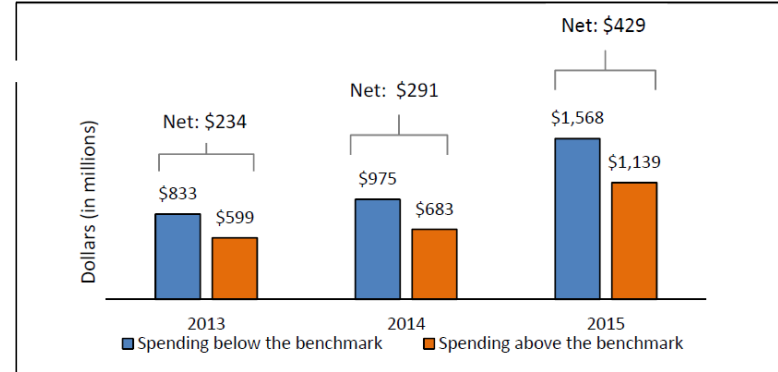 Net: $429
Net: $291
Net: $234
$1,568
$1,139
$975
$833
$683
$599
Dollars (in millions)
2013 2014 2015
Spending below the benchmark Spending above the benchmark